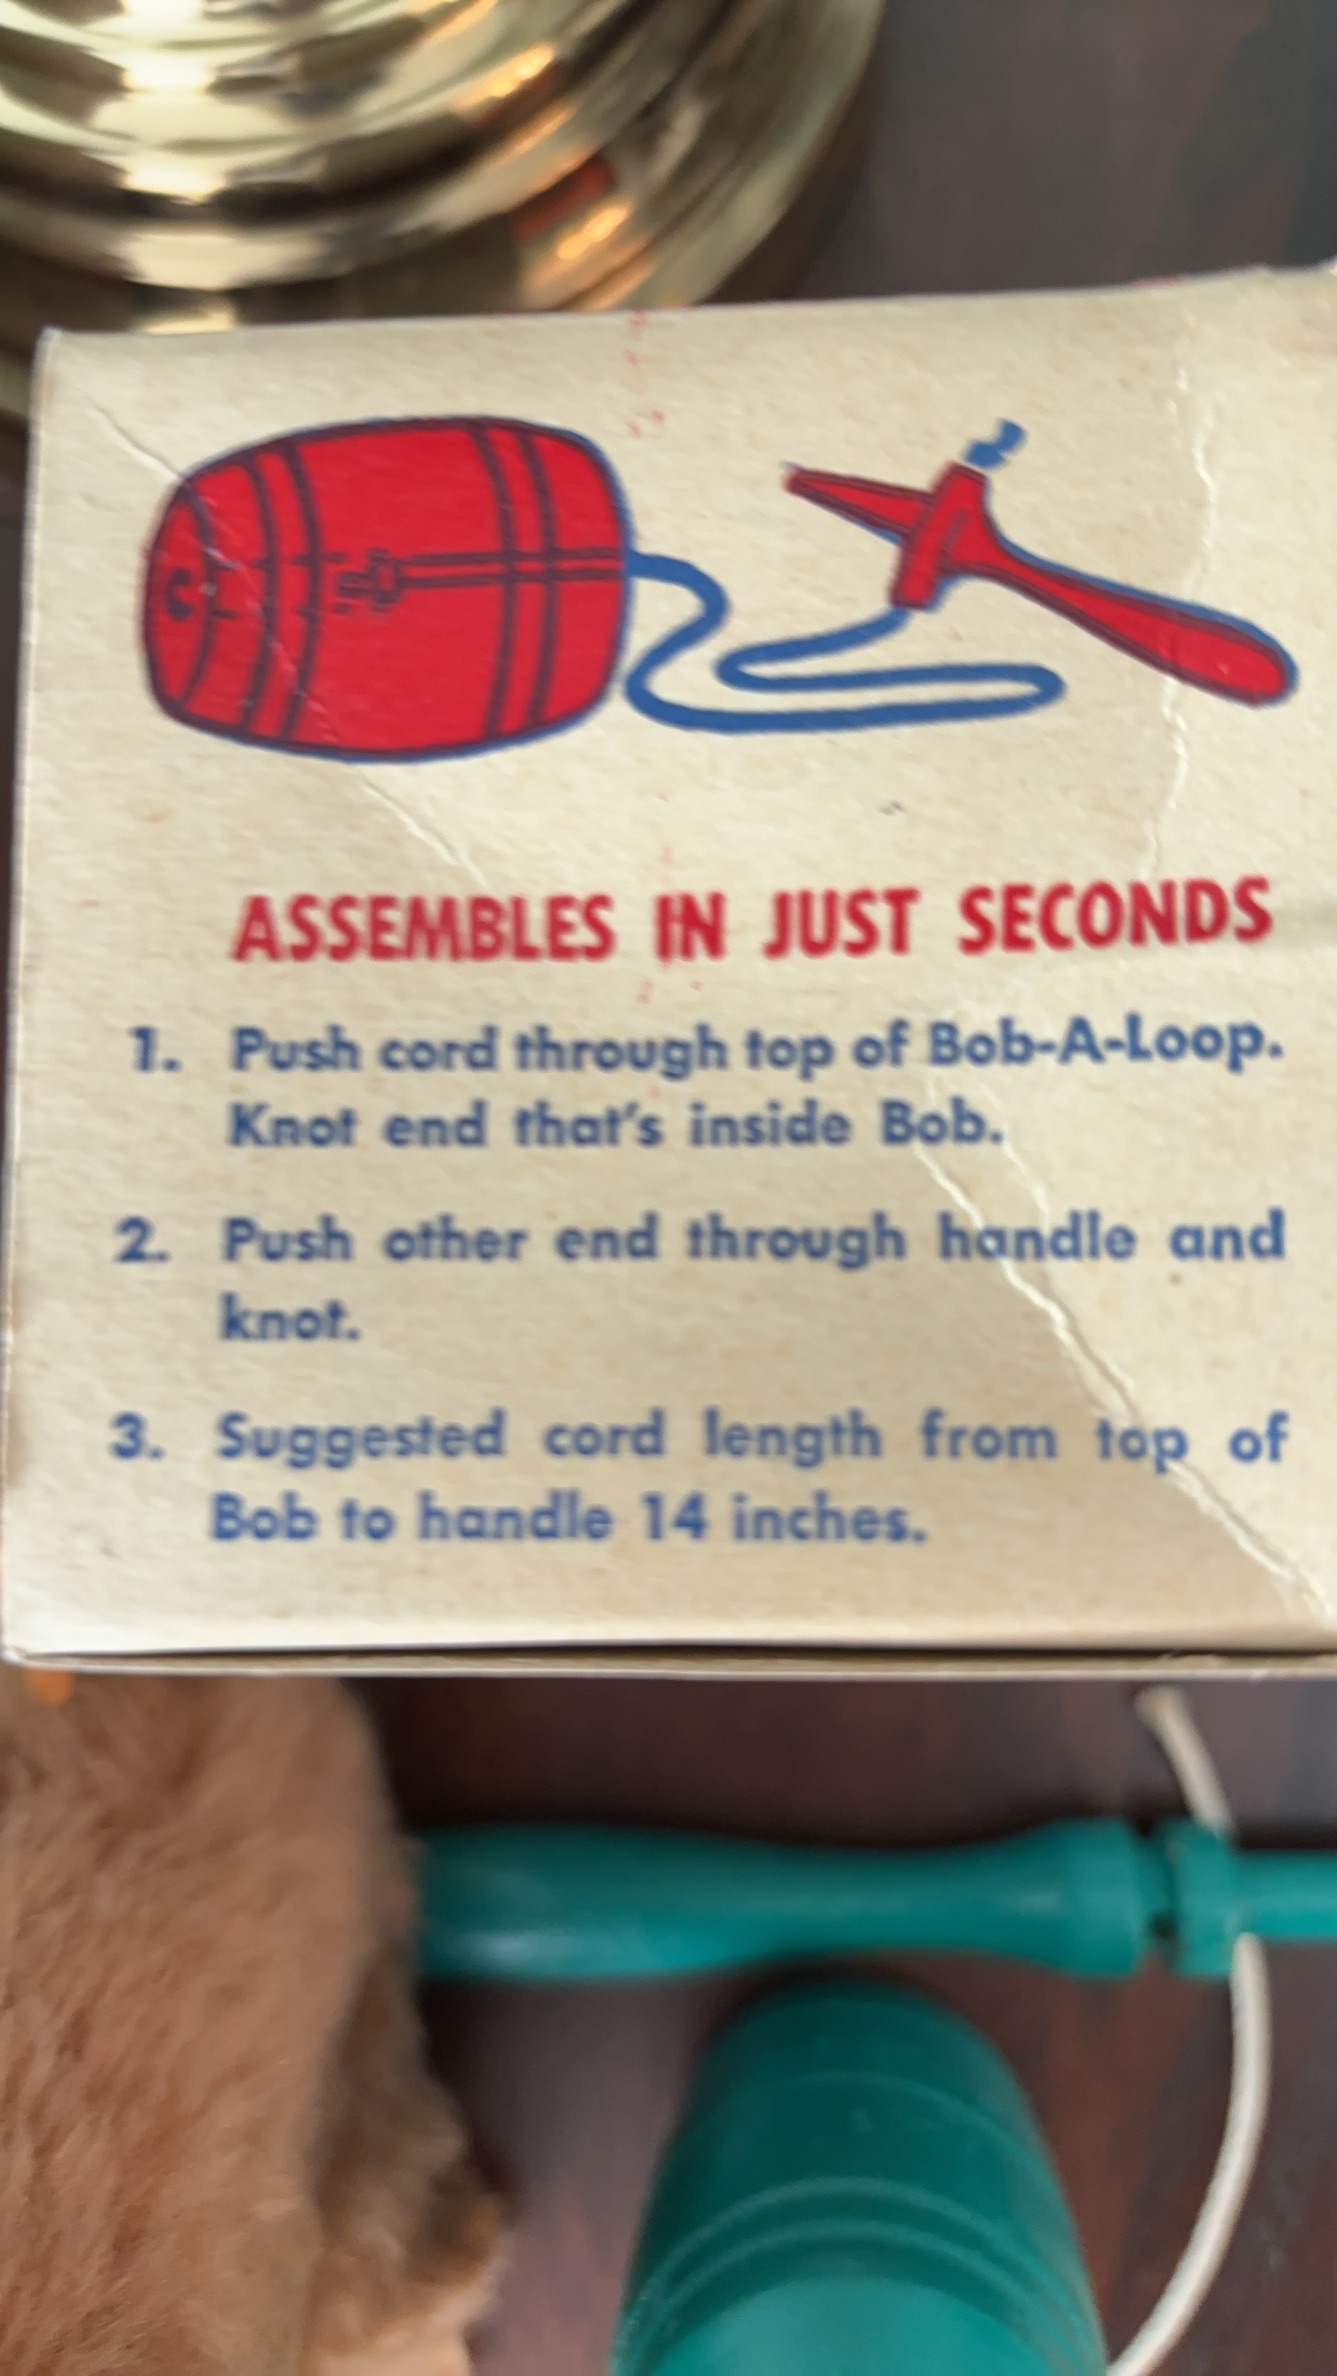 ASSEMBLES IN JUST SECONDS
1. Push cord through top of Bob-A-Loop.
Knot end that's inside Bob.
2. Push other end through handle and
knot.
3. Suggested cord length from top of
Bob to handle 14 inches.